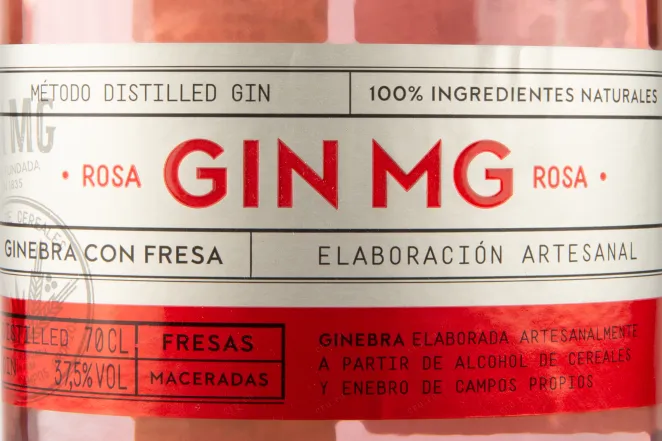 MÉTODO DISTILLED GIN
100% INGREDIENTES NATURALES
MG
• ROSA GIN MG ROSA •
GINEBRA CON FRESA
ELABORACIÓN ARTESANAL
70CL
37,5% VOL
FRESAS
MACERADAS
GINEBRA ELABORADA ARTESANALMENTE
A PARTIR DE ALCOHOL DE CEREALES
Y ENEBRO DE CAMPOS PROPIOS